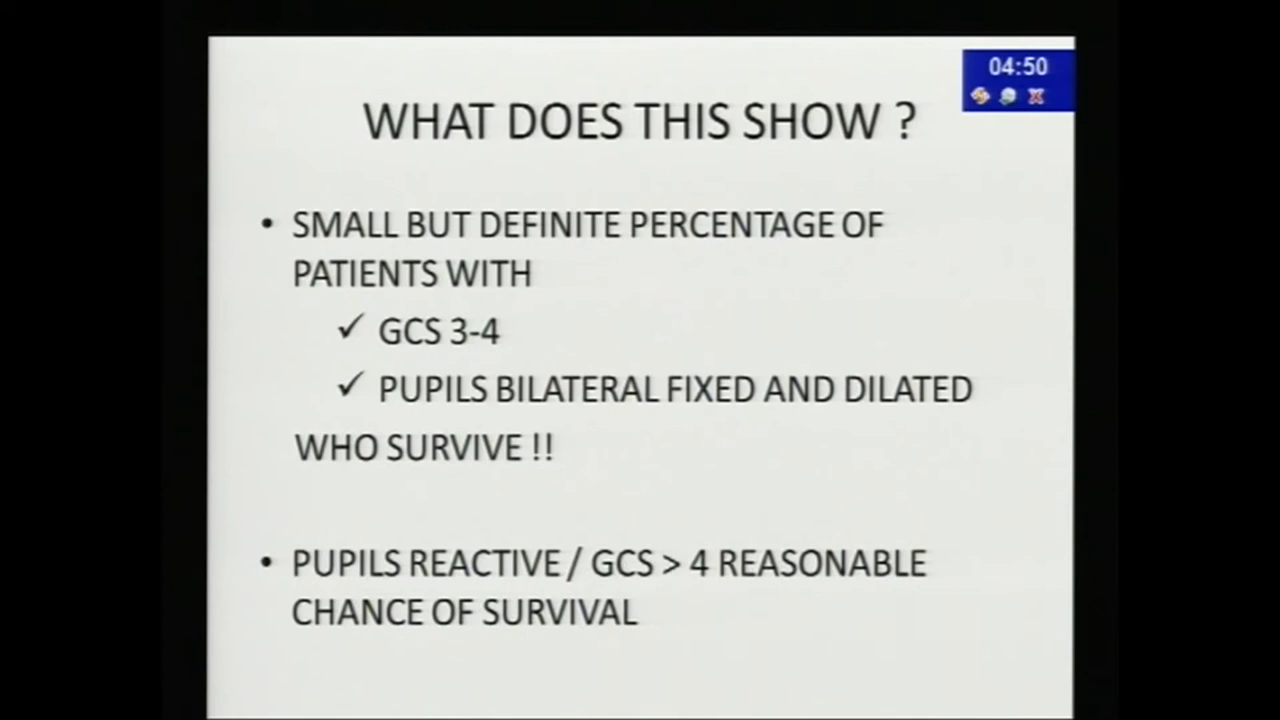 04:50
WHAT DOES THIS SHOW ?
• SMALL BUT DEFINITE PERCENTAGE OF
PATIENTS WITH
✓ GCS 3-4
✓ PUPILS BILATERAL FIXED AND DILATED
WHO SURVIVE !!
• PUPILS REACTIVE / GCS > 4 REASONABLE
CHANCE OF SURVIVAL